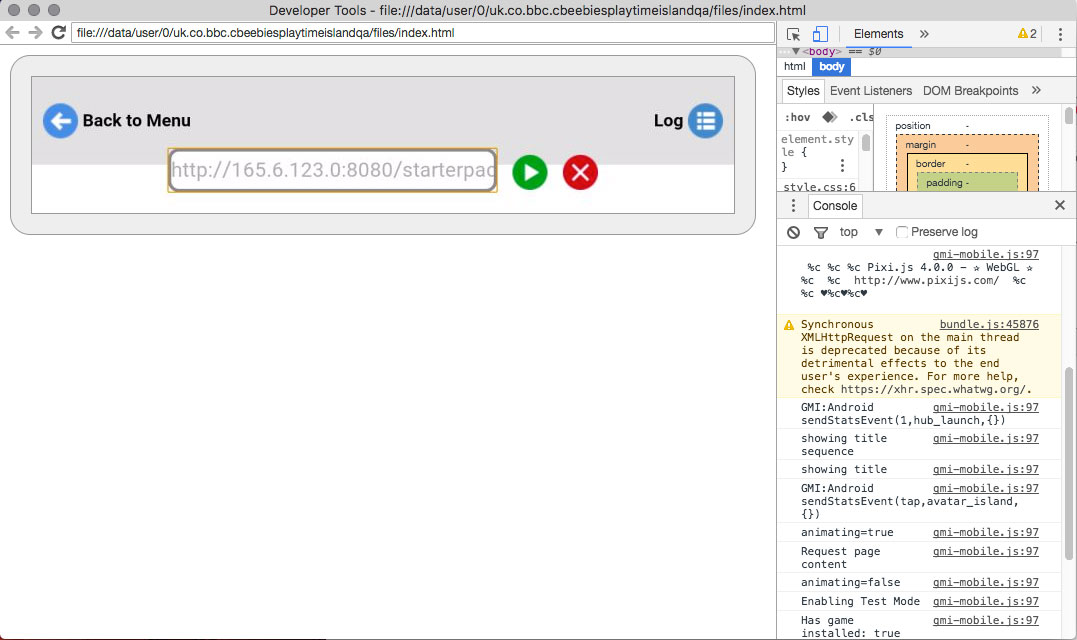 Developer Tools - file:///data/user/0/uk.co.bbc.cbeebiesplaytimeislandqa/files/index.html
file:///data/user/0/uk.co.bbc.cbeebiesplaytimeislandqa/files/index.html
Back to Menu
Log
http://165.6.123.0:8080/starterpac
Elements » 2
<body> == $0
html body
Styles Event Listeners DOM Breakpoints »
:hov .cls
element.sty
le {
}
style.css:6
position -
margin -
border -
padding -
Console
top Preserve log
gmi-mobile.js:97
%c %c %c Pixi.js 4.0.0 - ✰ WebGL ✰
%c %c http://www.pixijs.com/ %c
%c ♥%c♥%c♥
Synchronous bundle.js:45876
XMLHttpRequest on the main thread
is deprecated because of its
detrimental effects to the end
user's experience. For more help,
check https://xhr.spec.whatwg.org/.
GMI:Android gmi-mobile.js:97
sendStatsEvent(1,hub_launch,{})
showing title gmi-mobile.js:97
sequence
showing title gmi-mobile.js:97
GMI:Android gmi-mobile.js:97
sendStatsEvent(tap,avatar_island,
{})
animating=true gmi-mobile.js:97
Request page gmi-mobile.js:97
content
animating=false gmi-mobile.js:97
Enabling Test Mode gmi-mobile.js:97
Has game gmi-mobile.js:97
installed: true